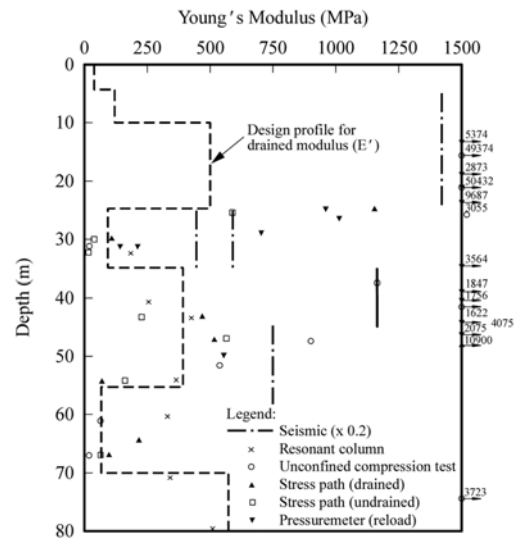 Young's Modulus (MPa)
0 250 500 750 1000 1250 1500
0
10
20
30
40
50
60
70
80
Depth (m)
Design profile for
drained modulus (E')
5374
49374
2873
50432
9687
3055
3564
1847
1256
1622
4075
2075
10900
3723
Legend:
Seismic (x 0.2)
Resonant column
Unconfined compression test
Stress path (drained)
Stress path (undrained)
Pressuremeter (reload)